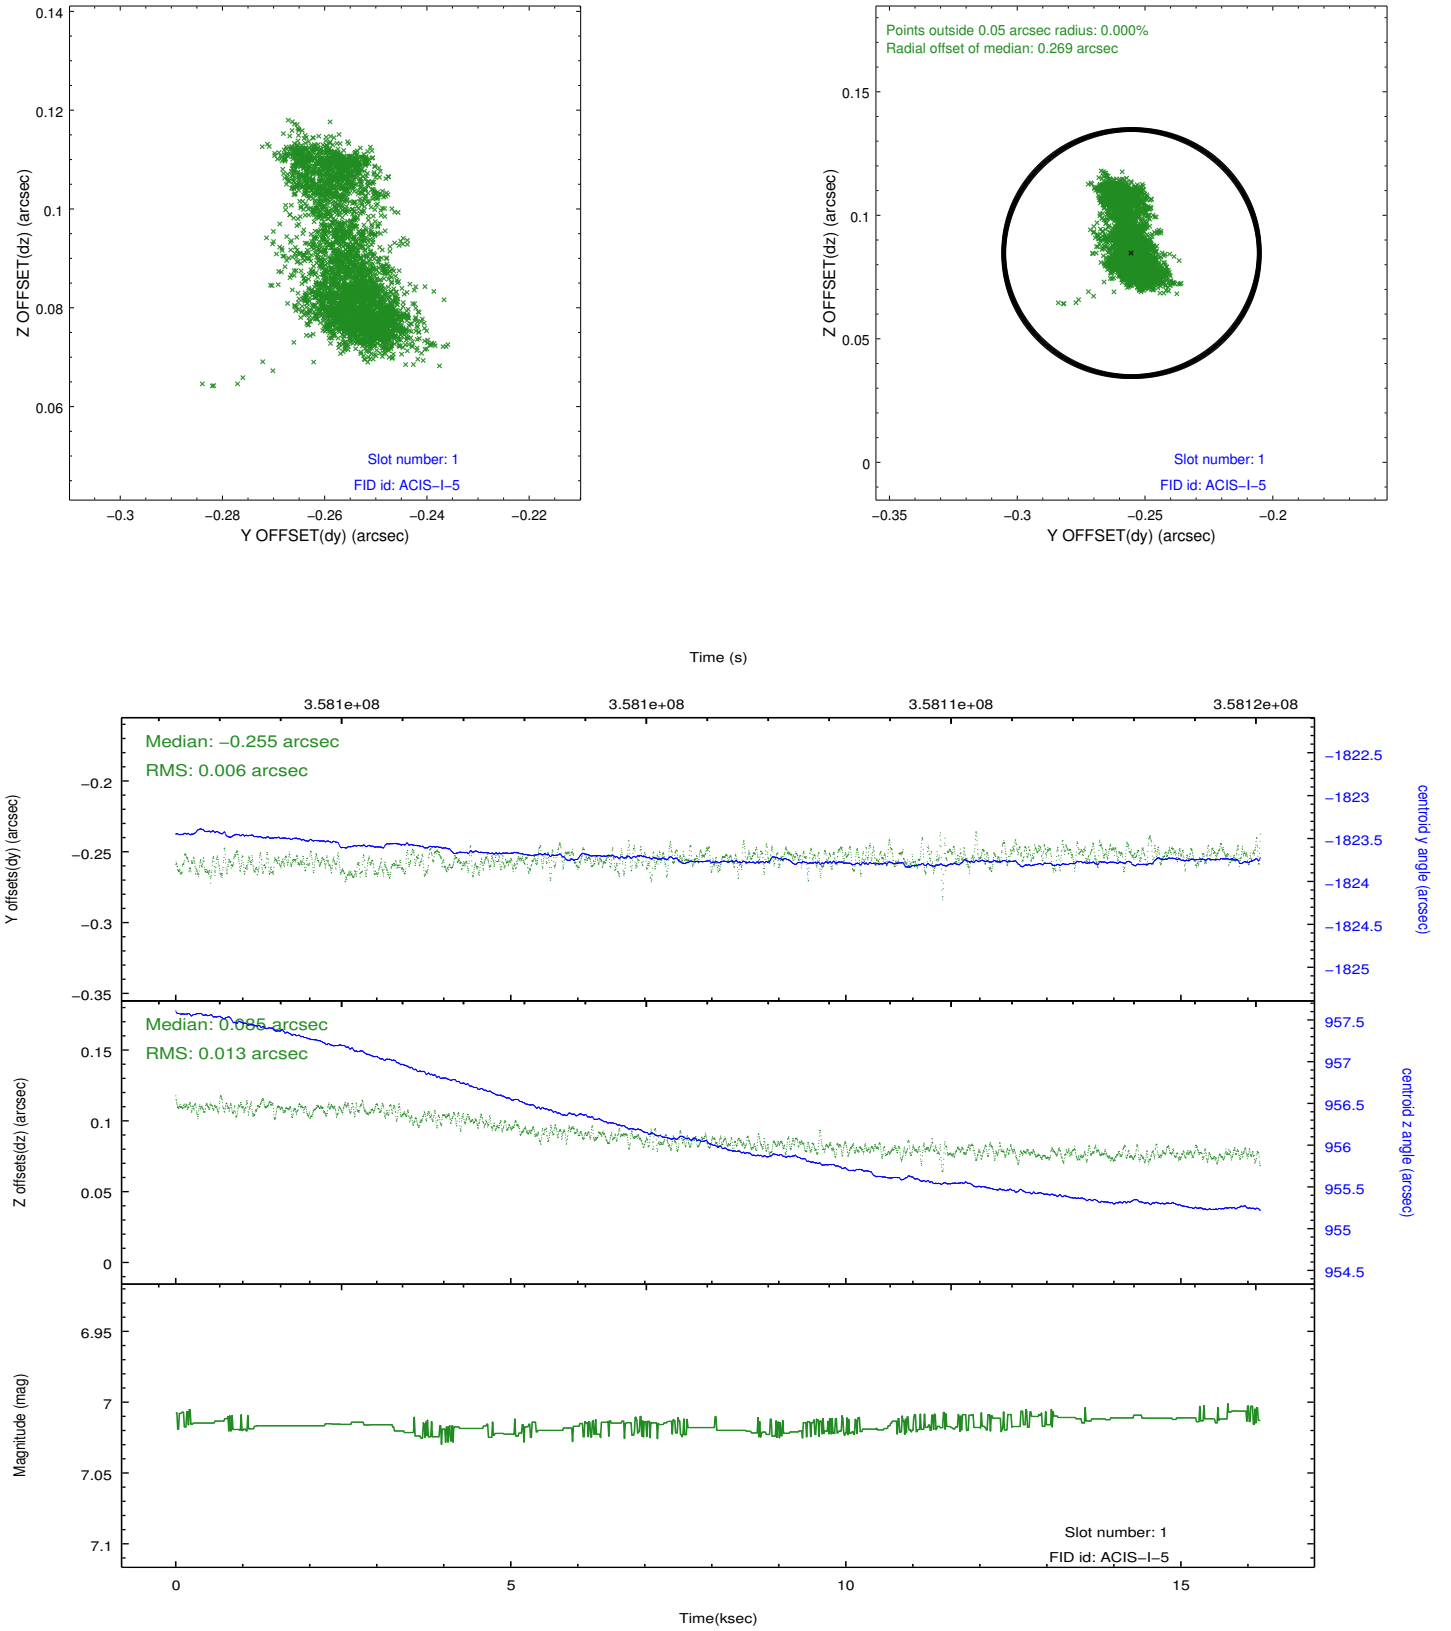 0.14
0.12
0.1
0.08
0.06
Z OFFSET(dz) (arcsec)
Slot number: 1
FID id: ACIS−I−5
−0.3
−0.28
−0.26
−0.24
−0.22
Y OFFSET(dy) (arcsec)
Points outside 0.05 arcsec radius: 0.000%
Radial offset of median: 0.269 arcsec
0.15
0.1
0.05
0
Z OFFSET(dz) (arcsec)
Slot number: 1
FID id: ACIS−I−5
−0.35
−0.3
−0.25
−0.2
Y OFFSET(dy) (arcsec)
Time (s)
3.581e+08
3.581e+08
3.5811e+08
3.5812e+08
Median: −0.255 arcsec
RMS: 0.006 arcsec
−0.2
−0.25
−0.3
−0.35
Y offsets(dy) (arcsec)
−1822.5
−1823
−1823.5
−1824
−1824.5
−1825
centroid y angle (arcsec)
Median: 0.085 arcsec
RMS: 0.013 arcsec
0.15
0.1
0.05
0
Z offsets(dz) (arcsec)
957.5
957
956.5
956
955.5
955
954.5
centroid z angle (arcsec)
6.95
7
7.05
7.1
Magnitude (mag)
Slot number: 1
FID id: ACIS−I−5
0
5
10
15
Time(ksec)